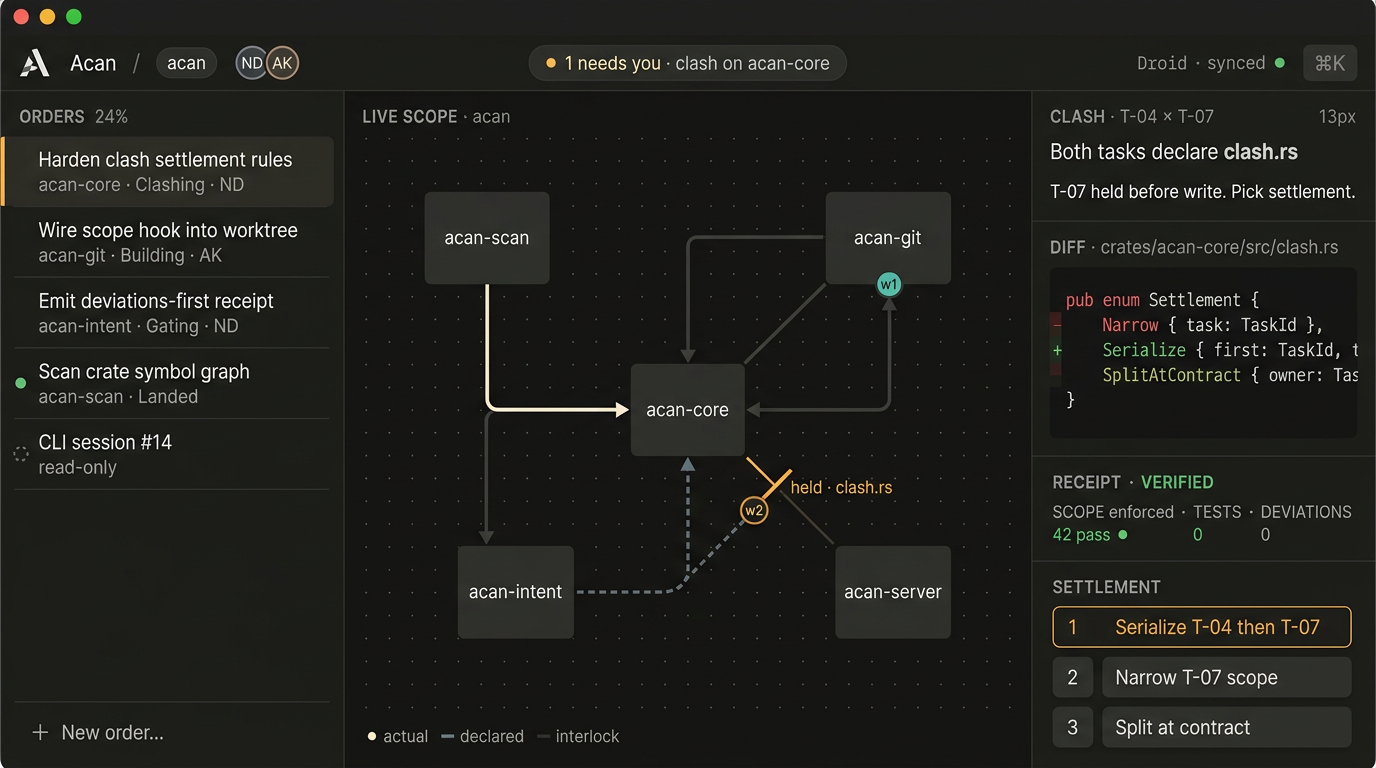 Acan / acan ND AK
1 needs you · clash on acan-core
Droid · synced ⌘K
ORDERS 24%
Harden clash settlement rules
acan-core · Clashing · ND
Wire scope hook into worktree
acan-git · Building · AK
Emit deviations-first receipt
acan-intent · Gating · ND
Scan crate symbol graph
acan-scan · Landed
CLI session #14
read-only
+ New order...
LIVE SCOPE · acan
acan-scan
acan-git
w1
acan-core
held · clash.rs
w2
acan-intent
acan-server
actual declared interlock
CLASH · T-04 × T-07 13px
Both tasks declare clash.rs
T-07 held before write. Pick settlement.
DIFF · crates/acan-core/src/clash.rs
pub enum Settlement {
- Narrow { task: TaskId },
+ Serialize { first: TaskId, t
SplitAtContract { owner: Tas
}
RECEIPT · VERIFIED
SCOPE enforced · TESTS · DEVIATIONS
42 pass 0 0
SETTLEMENT
1 Serialize T-04 then T-07
2 Narrow T-07 scope
3 Split at contract